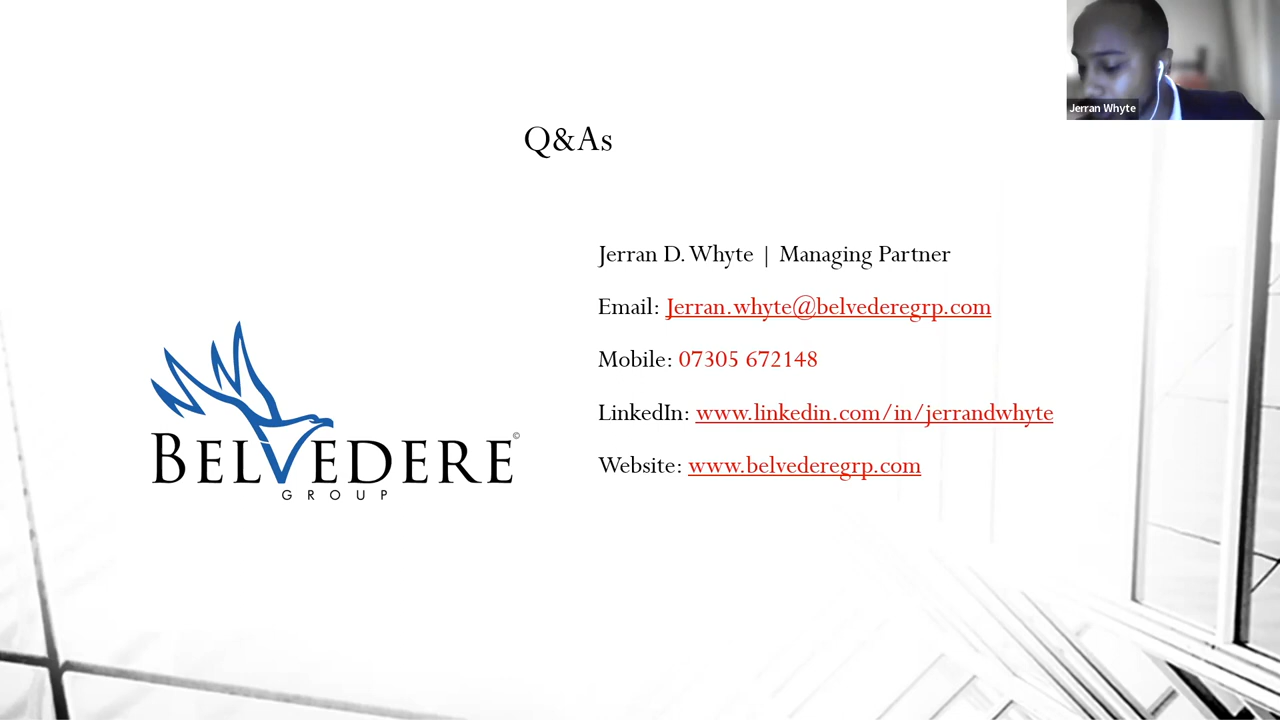 Jerran Whyte
Q&As
Jerran D. Whyte | Managing Partner
Email: Jerran.whyte@belvederegrp.com
Mobile: 07305 672148
LinkedIn: www.linkedin.com/in/jerrandwhyte
Website: www.belvederegrp.com
BELVEDERE©
GROUP